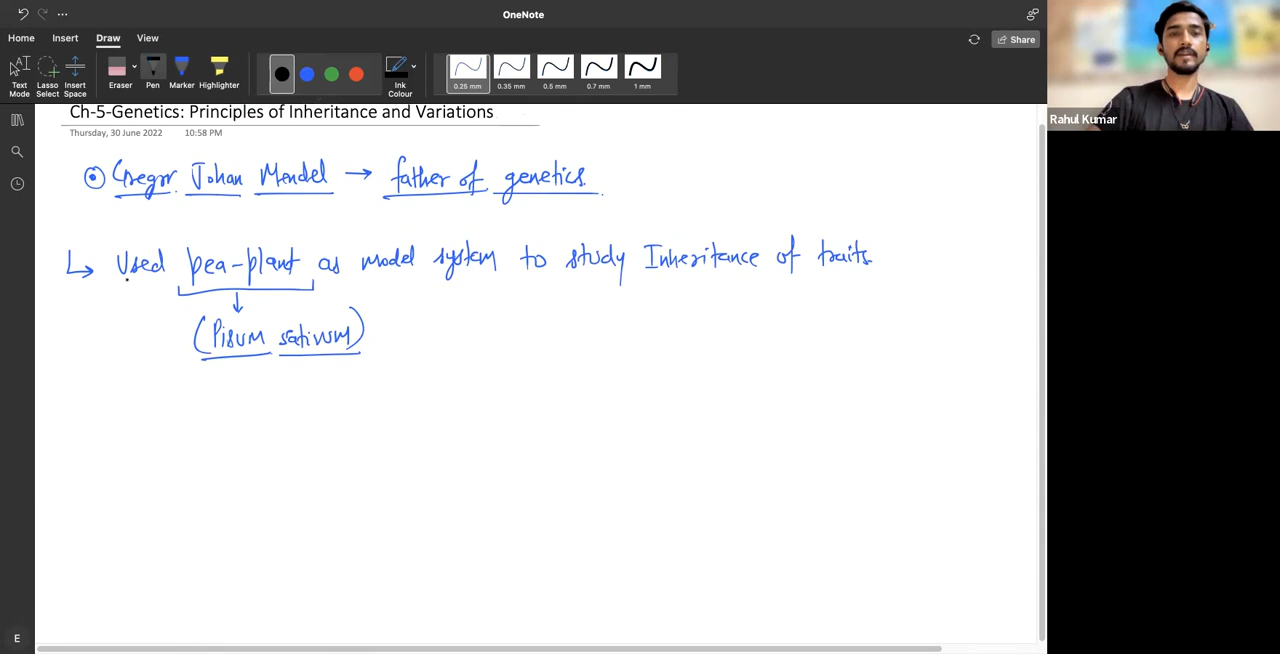 OneNote
Home Insert Draw View
Share
Text Mode
Lasso Select
Insert Space
Eraser
Pen
Marker
Highlighter
Ink Colour
0.25 mm 0.35 mm 0.5 mm 0.7 mm 1 mm
Rahul Kumar
Ch-5-Genetics: Principles of Inheritance and Variations
Thursday, 30 June 2022 10:58 PM
Gregor Johan Mendel → father of genetics.
↳ Used pea-plant as model system to study Inheritance of traits
↓
(Pisum sativum)
E